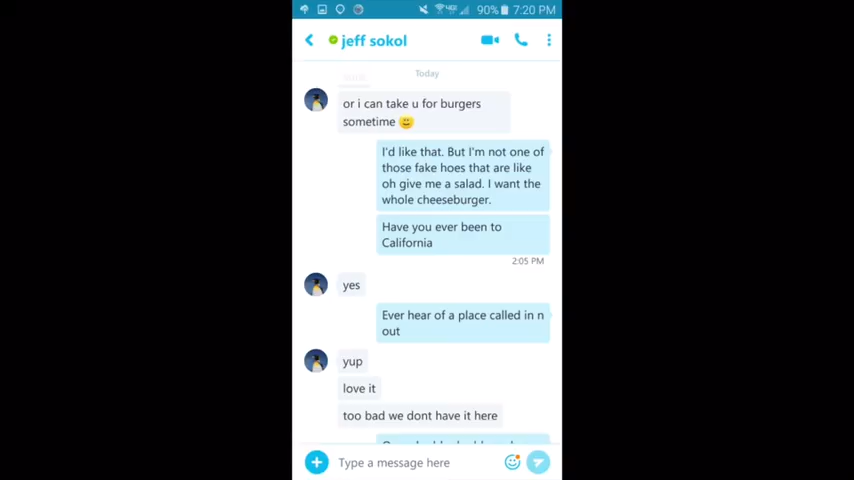 90% 7:20 PM
jeff sokol
Today
or i can take u for burgers
sometime
I'd like that. But I'm not one of
those fake hoes that are like
oh give me a salad. I want the
whole cheeseburger.
Have you ever been to
California
2:05 PM
yes
Ever hear of a place called in n
out
yup
love it
too bad we dont have it here
Type a message here